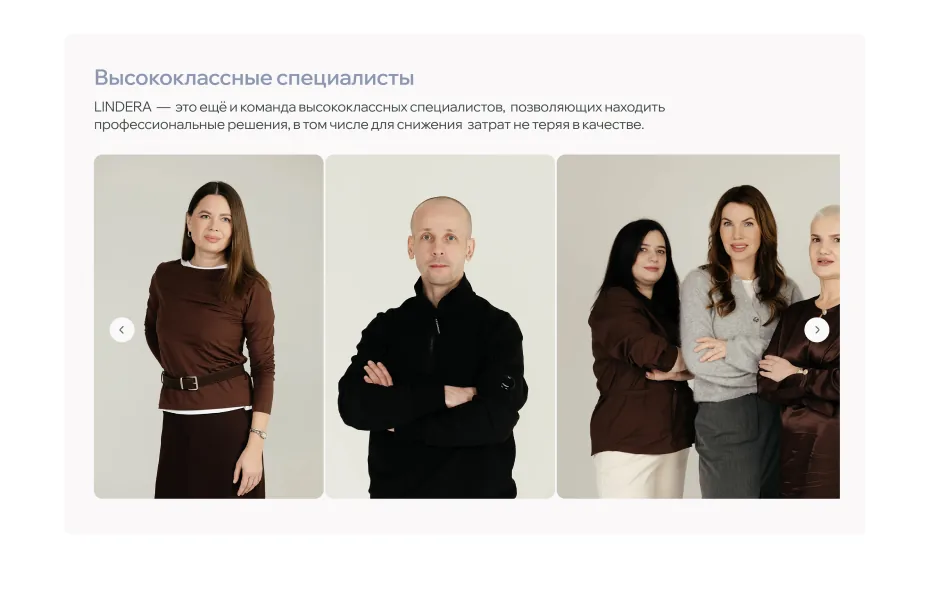 Высококлассные специалисты
LINDERA — это ещё и команда высококлассных специалистов, позволяющих находить
профессиональные решения, в том числе для снижения затрат не теряя в качестве.